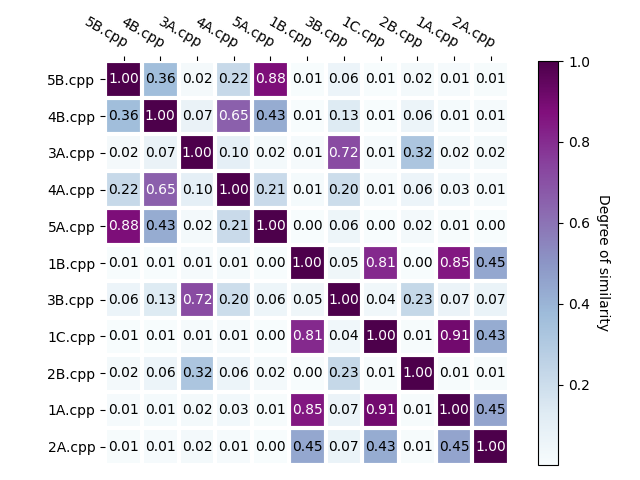 5B.cpp 4B.cpp 3A.cpp 4A.cpp 5A.cpp 1B.cpp 3B.cpp 1C.cpp 2B.cpp 1A.cpp 2A.cpp
5B.cpp 1.00 0.36 0.02 0.22 0.88 0.01 0.06 0.01 0.02 0.01 0.01
4B.cpp 0.36 1.00 0.07 0.65 0.43 0.01 0.13 0.01 0.06 0.01 0.01
3A.cpp 0.02 0.07 1.00 0.10 0.02 0.01 0.72 0.01 0.32 0.02 0.02
4A.cpp 0.22 0.65 0.10 1.00 0.21 0.01 0.20 0.01 0.06 0.03 0.01
5A.cpp 0.88 0.43 0.02 0.21 1.00 0.00 0.06 0.00 0.02 0.01 0.00
1B.cpp 0.01 0.01 0.01 0.01 0.00 1.00 0.05 0.81 0.00 0.85 0.45
3B.cpp 0.06 0.13 0.72 0.20 0.06 0.05 1.00 0.04 0.23 0.07 0.07
1C.cpp 0.01 0.01 0.01 0.01 0.00 0.81 0.04 1.00 0.01 0.91 0.43
2B.cpp 0.02 0.06 0.32 0.06 0.02 0.00 0.23 0.01 1.00 0.01 0.01
1A.cpp 0.01 0.01 0.02 0.03 0.01 0.85 0.07 0.91 0.01 1.00 0.45
2A.cpp 0.01 0.01 0.02 0.01 0.00 0.45 0.07 0.43 0.01 0.45 1.00
1.0
0.8
0.6
0.4
0.2
Degree of similarity